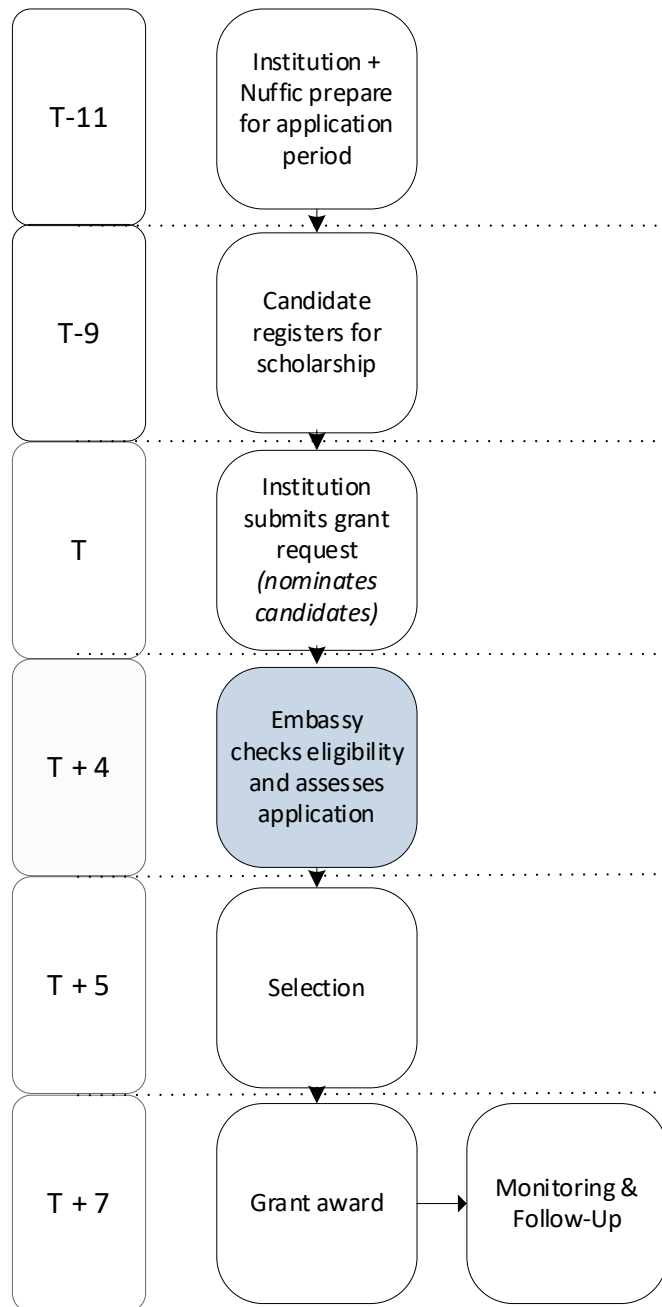 T-11
Institution +
Nuffic prepare
for application
period
T-9
Candidate
registers for
scholarship
T
Institution
submits grant
request
(nominates
candidates)
T + 4
Embassy
checks eligibility
and assesses
application
T + 5
Selection
T + 7
Grant award
Monitoring &
Follow-Up